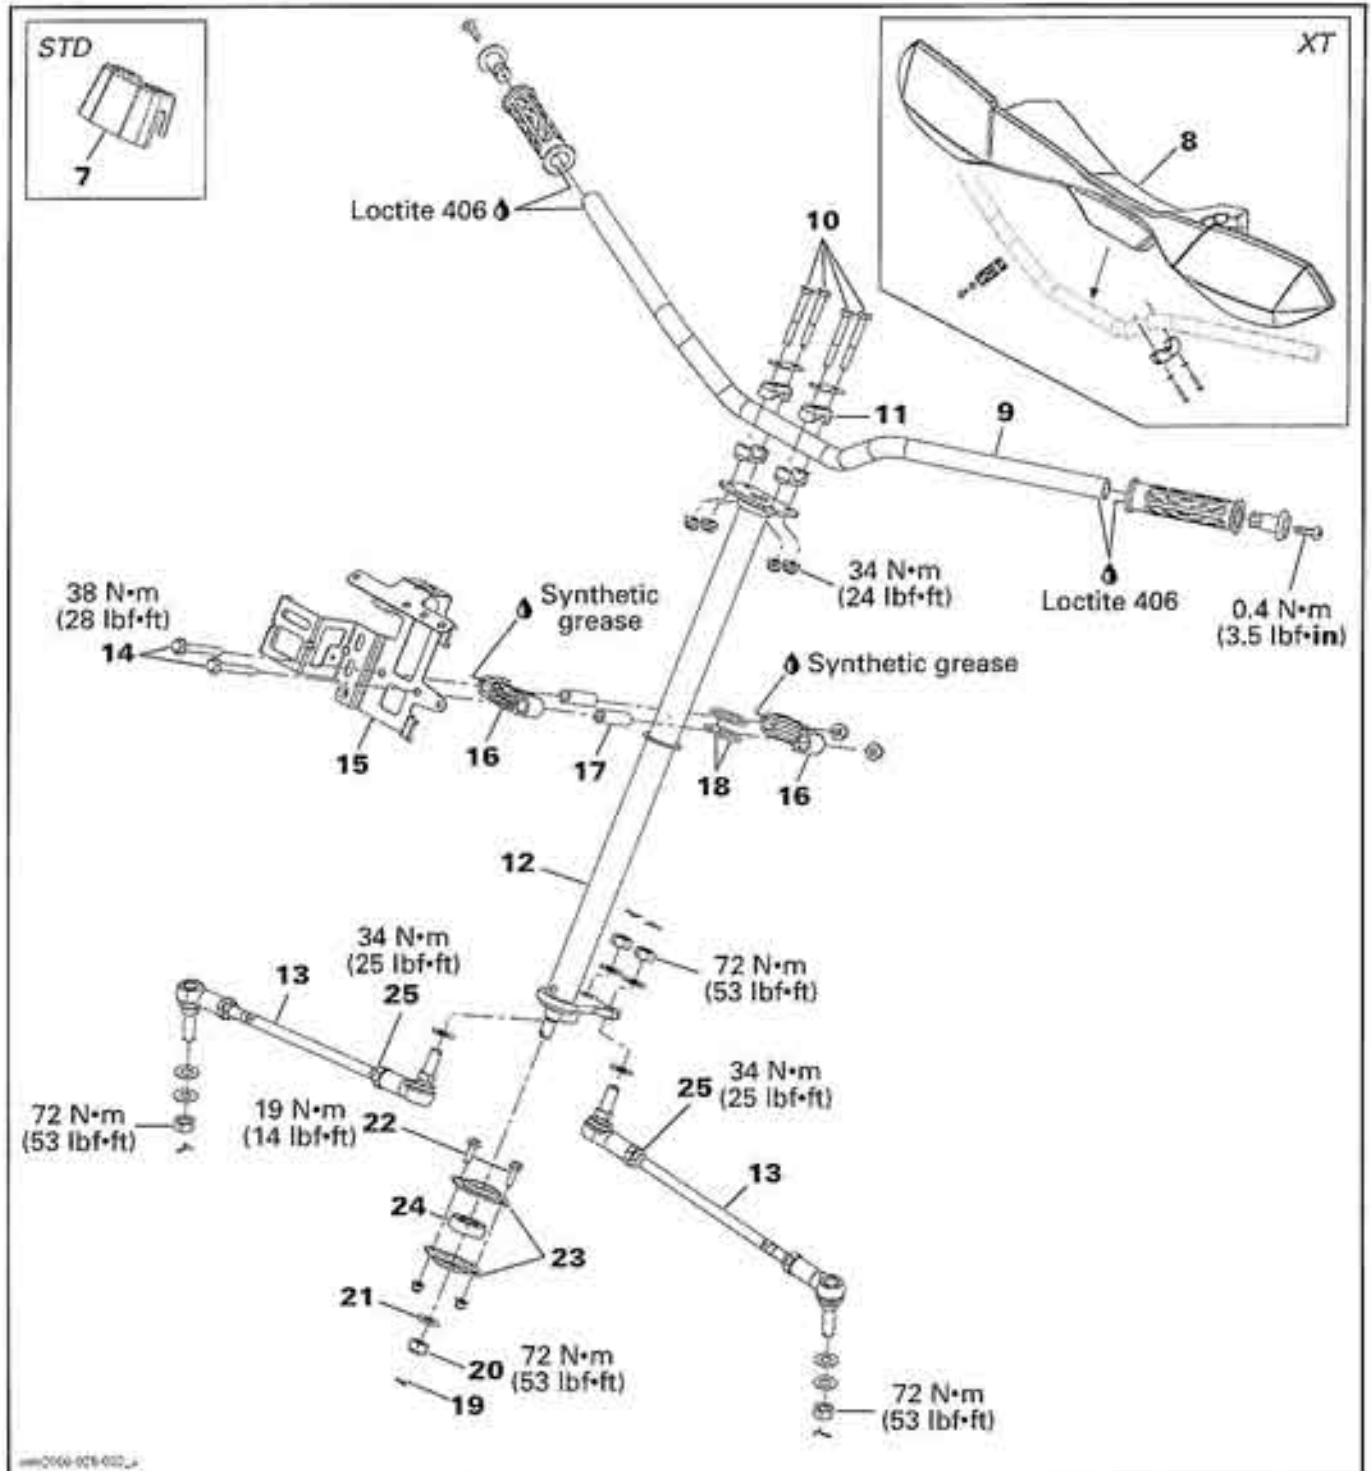 STD
7
XT
8
Loctite 406
10
11
9
34 N•m
(24 lbf•ft)
Loctite 406
0.4 N•m
(3.5 lbf•in)
38 N•m
(28 lbf•ft)
14
Synthetic
grease
Synthetic grease
15
16
17
18
16
12
34 N•m
(25 lbf•ft)
13
25
72 N•m
(53 lbf•ft)
72 N•m
(53 lbf•ft)
19 N•m
(14 lbf•ft)
22
25
34 N•m
(25 lbf•ft)
13
24
23
21
20
72 N•m
(53 lbf•ft)
19
72 N•m
(53 lbf•ft)